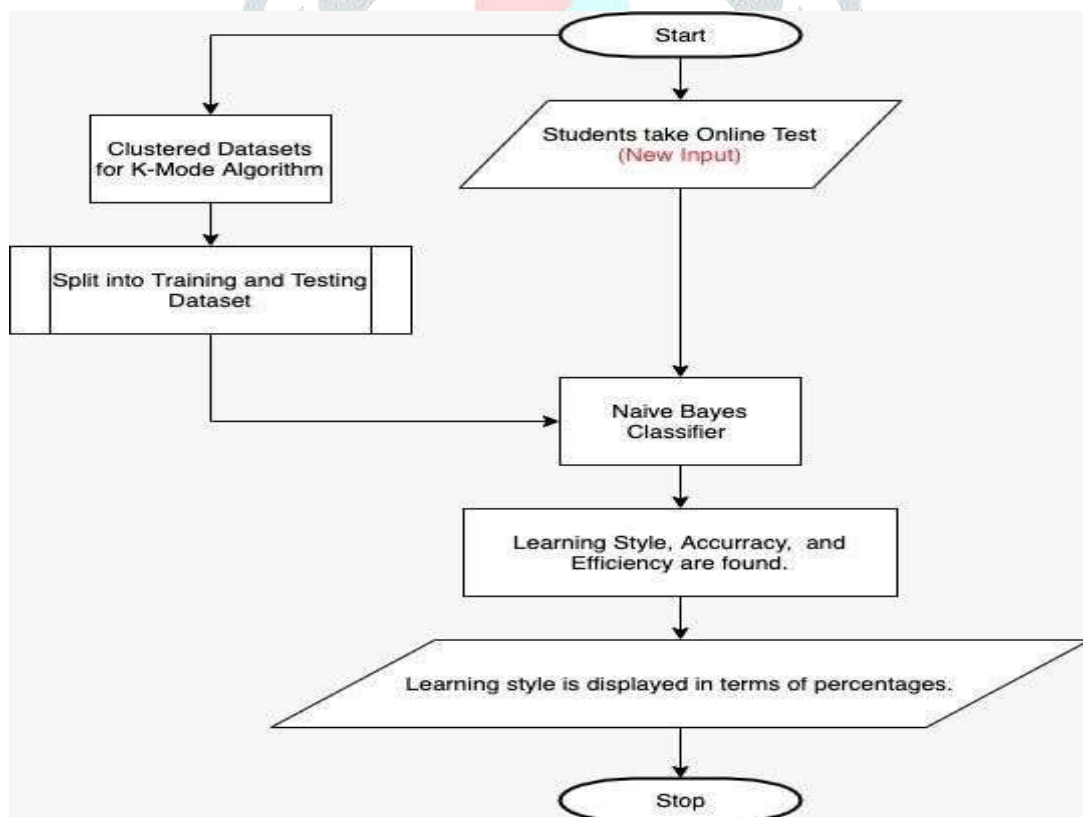 Start
Clustered Datasets
for K-Mode Algorithm
Students take Online Test
(New Input)
Split into Training and Testing
Dataset
Naive Bayes
Classifier
Learning Style, Accurracy, and
Efficiency are found.
Learning style is displayed in terms of percentages.
Stop